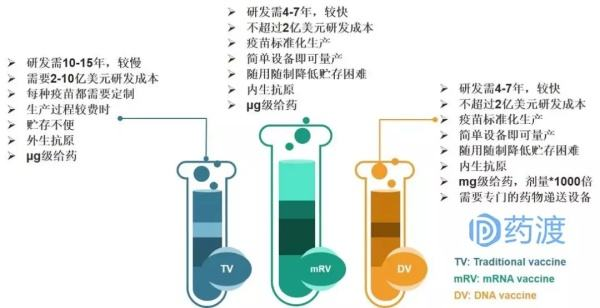 研发需10-15年，较慢
需要2-10亿美元研发成本
每种疫苗都需要定制
生产过程较费时
贮存不便
外生抗原
μg级给药
研发需4-7年，较快
不超过2亿美元研发成本
疫苗标准化生产
简单设备即可量产
随用随制降低贮存困难
内生抗原
μg级给药
研发需4-7年，较快
不超过2亿美元研发成本
疫苗标准化生产
简单设备即可量产
随用随制降低贮存困难
内生抗原
mg级给药，剂量*1000倍
需要专门的药物递送设备
TV
mRV
DV
药渡
TV: Traditional vaccine
mRV: mRNA vaccine
DV: DNA vaccine